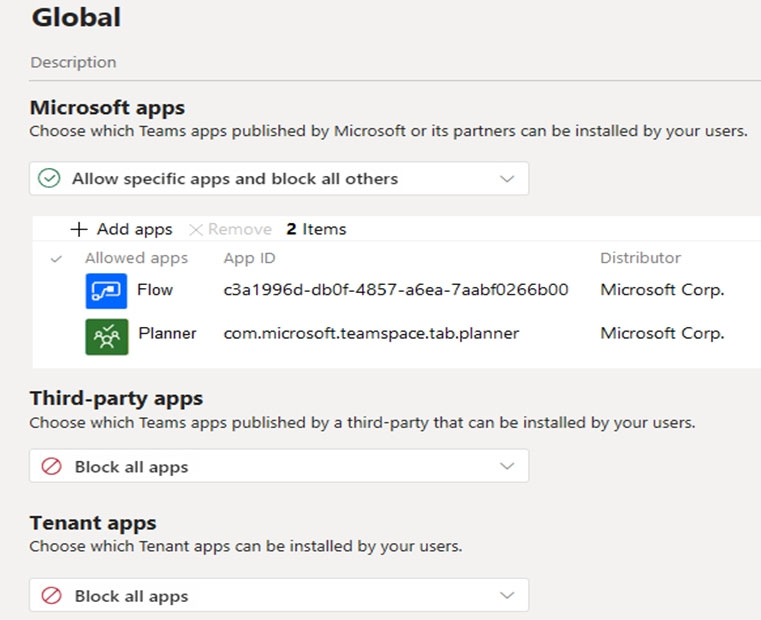 Global
Description
Microsoft apps
Choose which Teams apps published by Microsoft or its partners can be installed by your users.
Allow specific apps and block all others
Add apps Remove 2 Items
Allowed apps App ID Distributor
Flow c3a1996d-db0f-4857-a6ea-7aabf0266b00 Microsoft Corp.
Planner com.microsoft.teamspace.tab.planner Microsoft Corp.
Third-party apps
Choose which Teams apps published by a third-party that can be installed by your users.
Block all apps
Tenant apps
Choose which Tenant apps can be installed by your users.
Block all apps